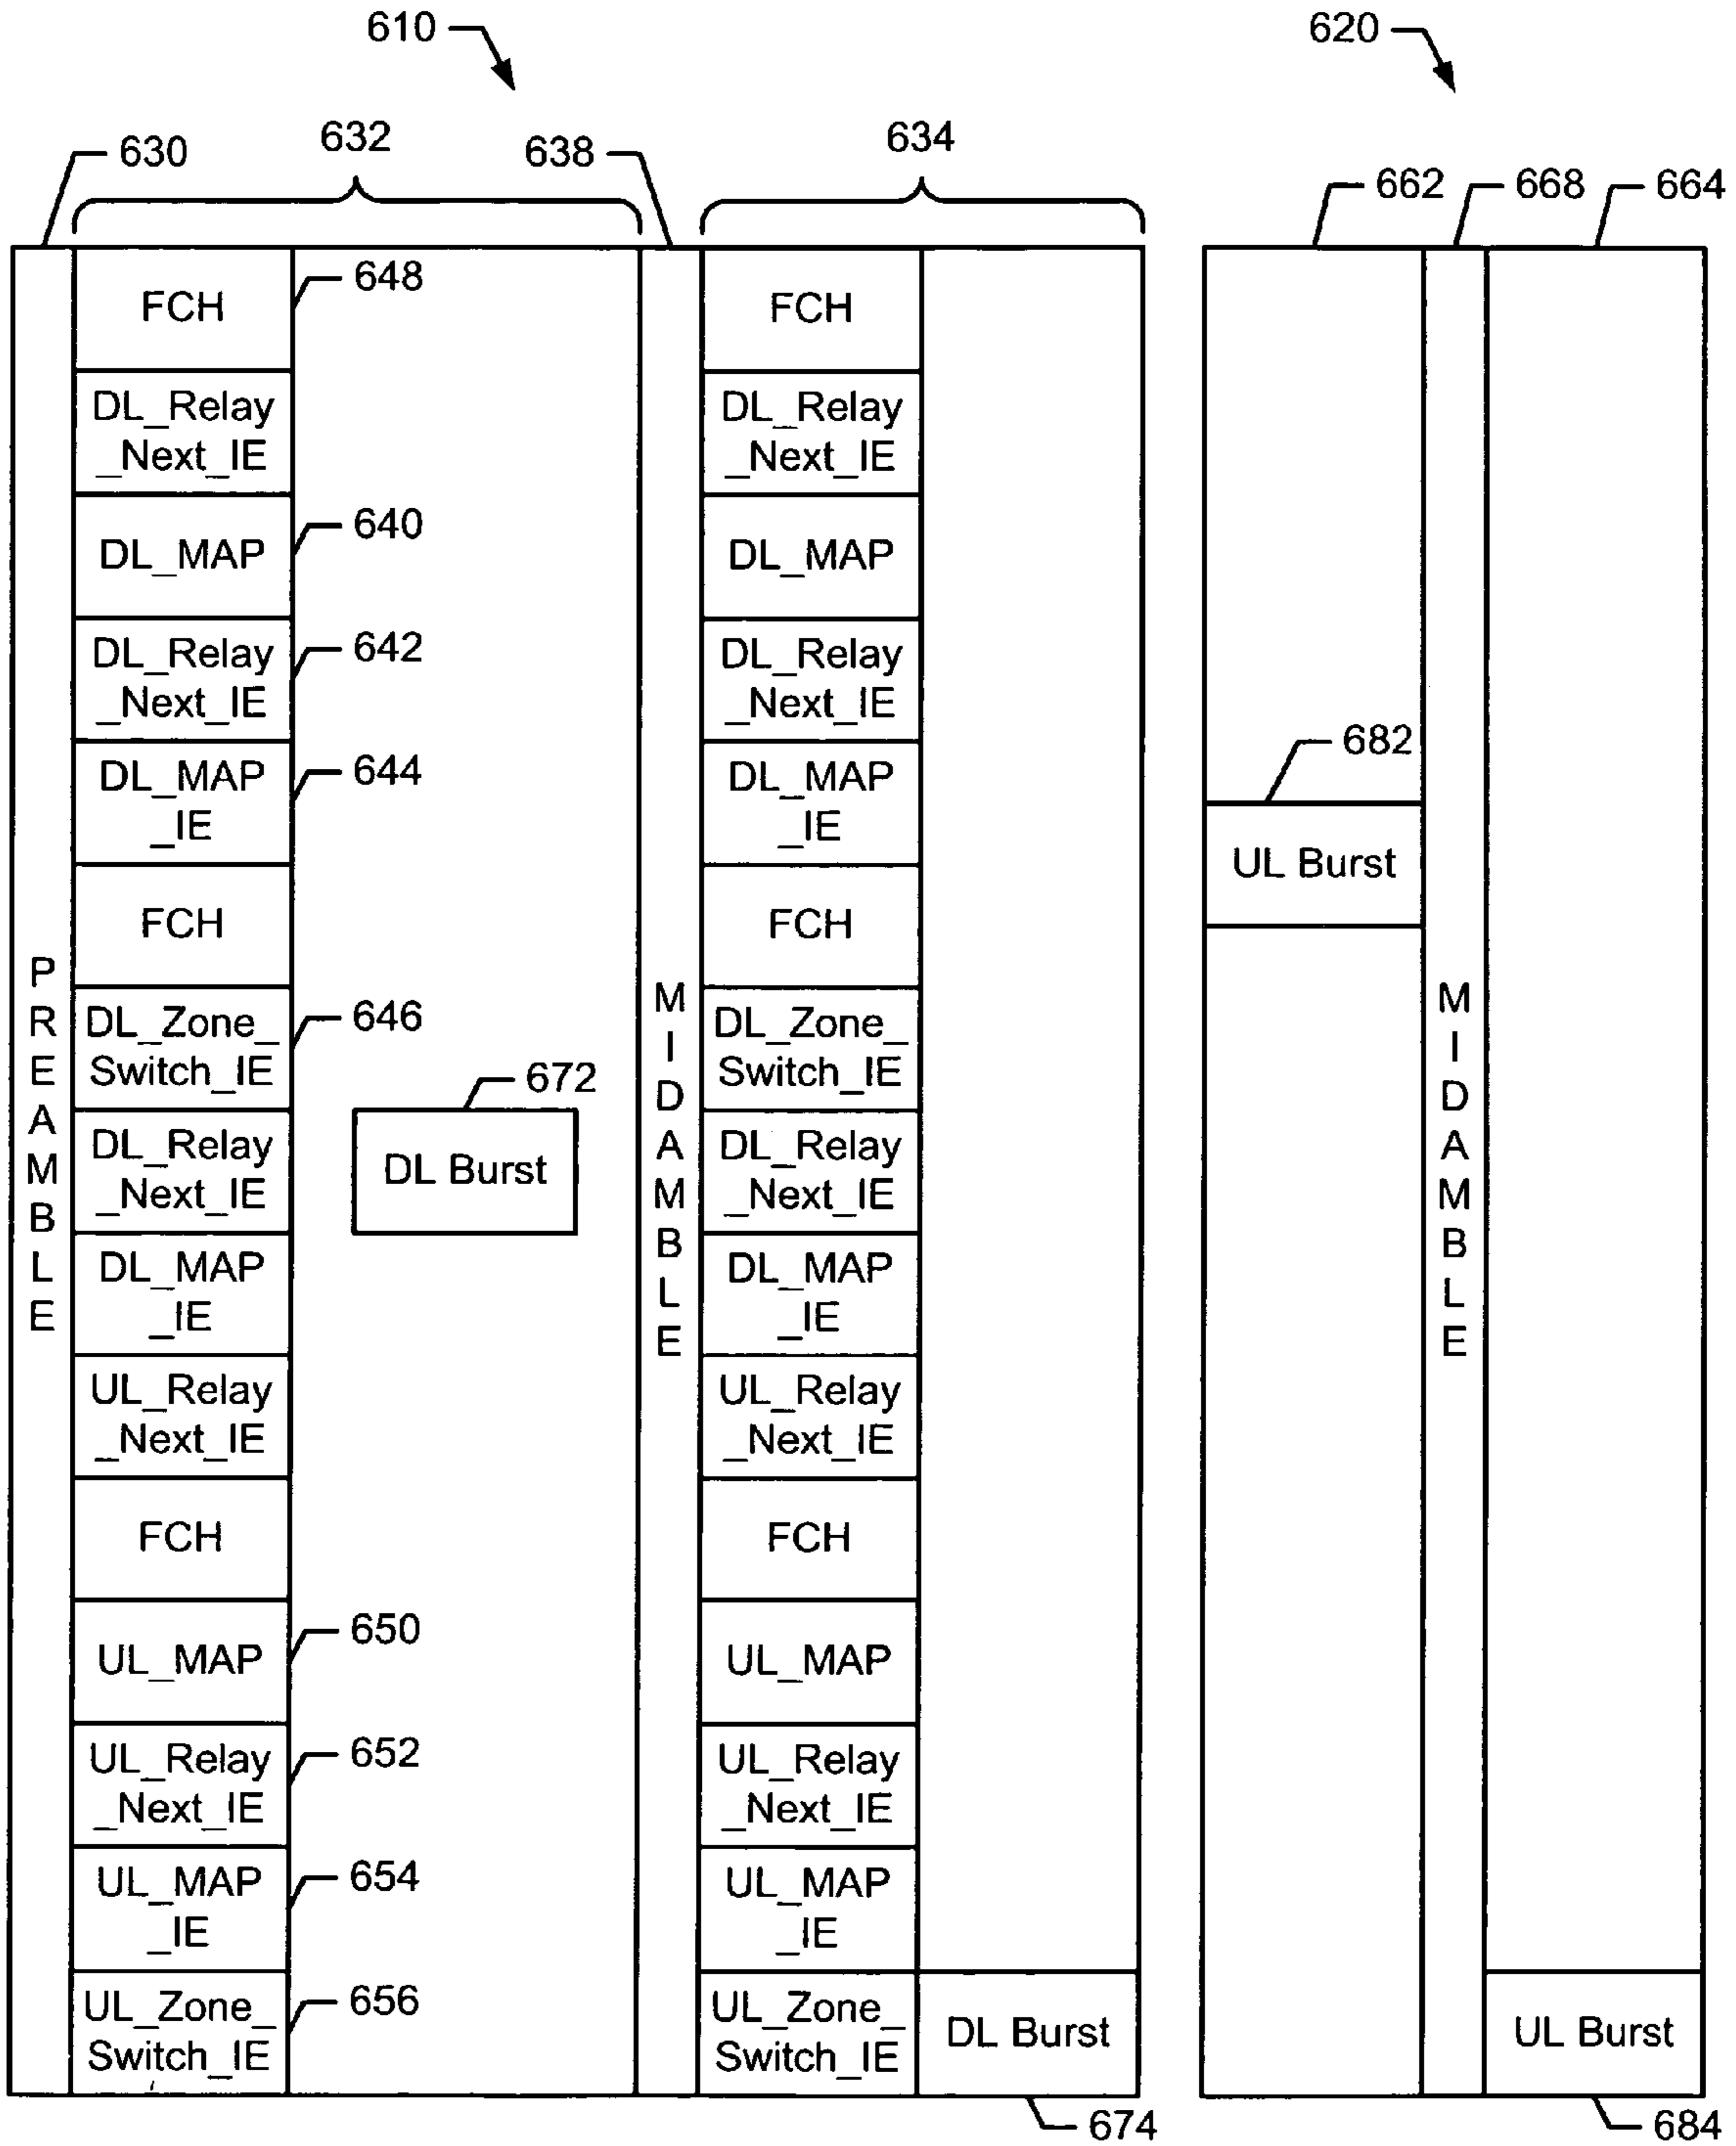 610
620
630
632
638
634
662
668
664
PREAMBLE
FCH
648
DL_Relay
_Next_IE
DL_MAP
640
DL_Relay
_Next_IE
642
DL_MAP
_IE
644
FCH
DL_Zone_
Switch_IE
646
DL_Relay
_Next_IE
DL_MAP
_IE
UL_Relay
_Next_IE
FCH
UL_MAP
650
UL_Relay
_Next_IE
652
UL_MAP
_IE
654
UL_Zone_
Switch_IE
656
672
DL Burst
MIDAMBLE
FCH
DL_Relay
_Next_IE
DL_MAP
DL_Relay
_Next_IE
DL_MAP
_IE
FCH
DL_Zone_
Switch_IE
DL_Relay
_Next_IE
DL_MAP
_IE
UL_Relay
_Next_IE
FCH
UL_MAP
UL_Relay
_Next_IE
UL_MAP
_IE
UL_Zone_
Switch_IE
DL Burst
674
682
UL Burst
MIDAMBLE
UL Burst
684